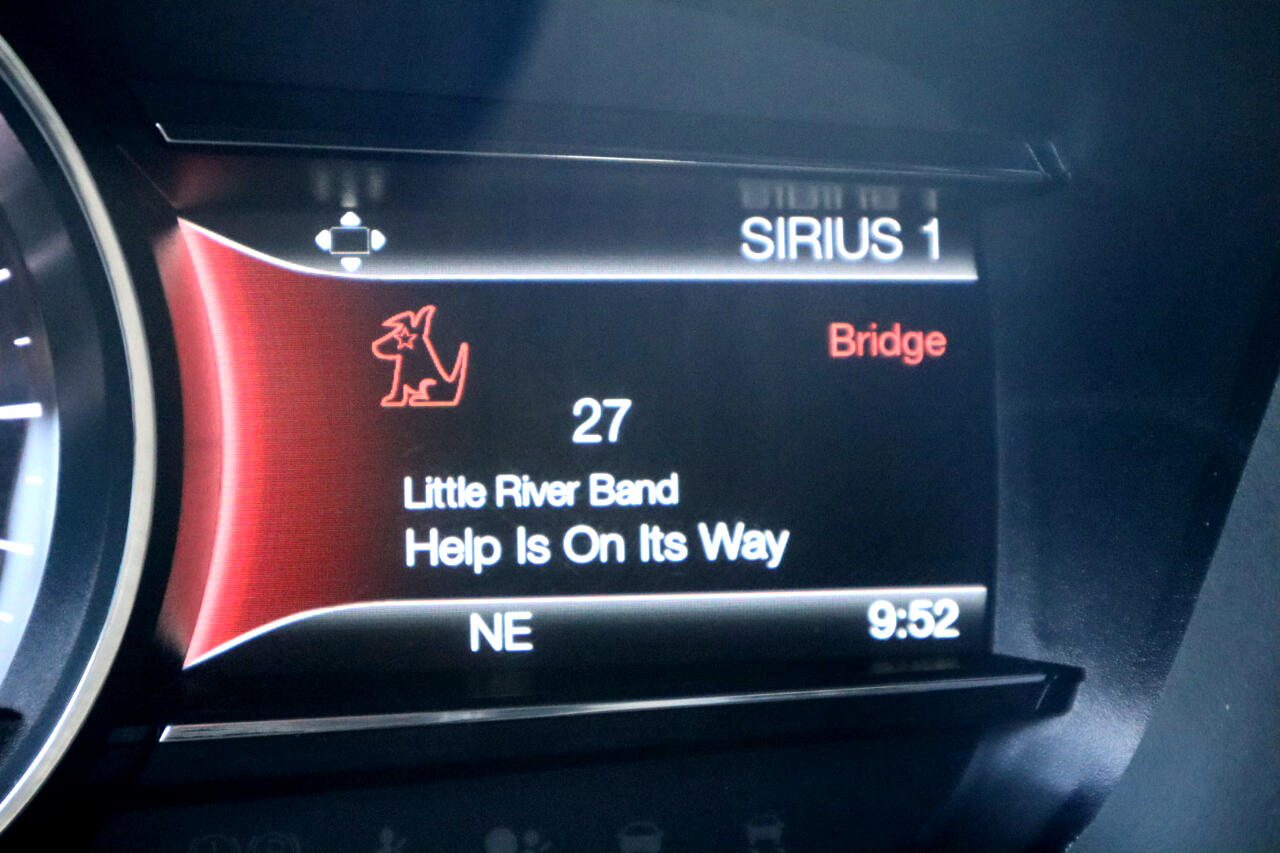 SIRIUS 1
Bridge
27
Little River Band
Help Is On Its Way
NE
9:52